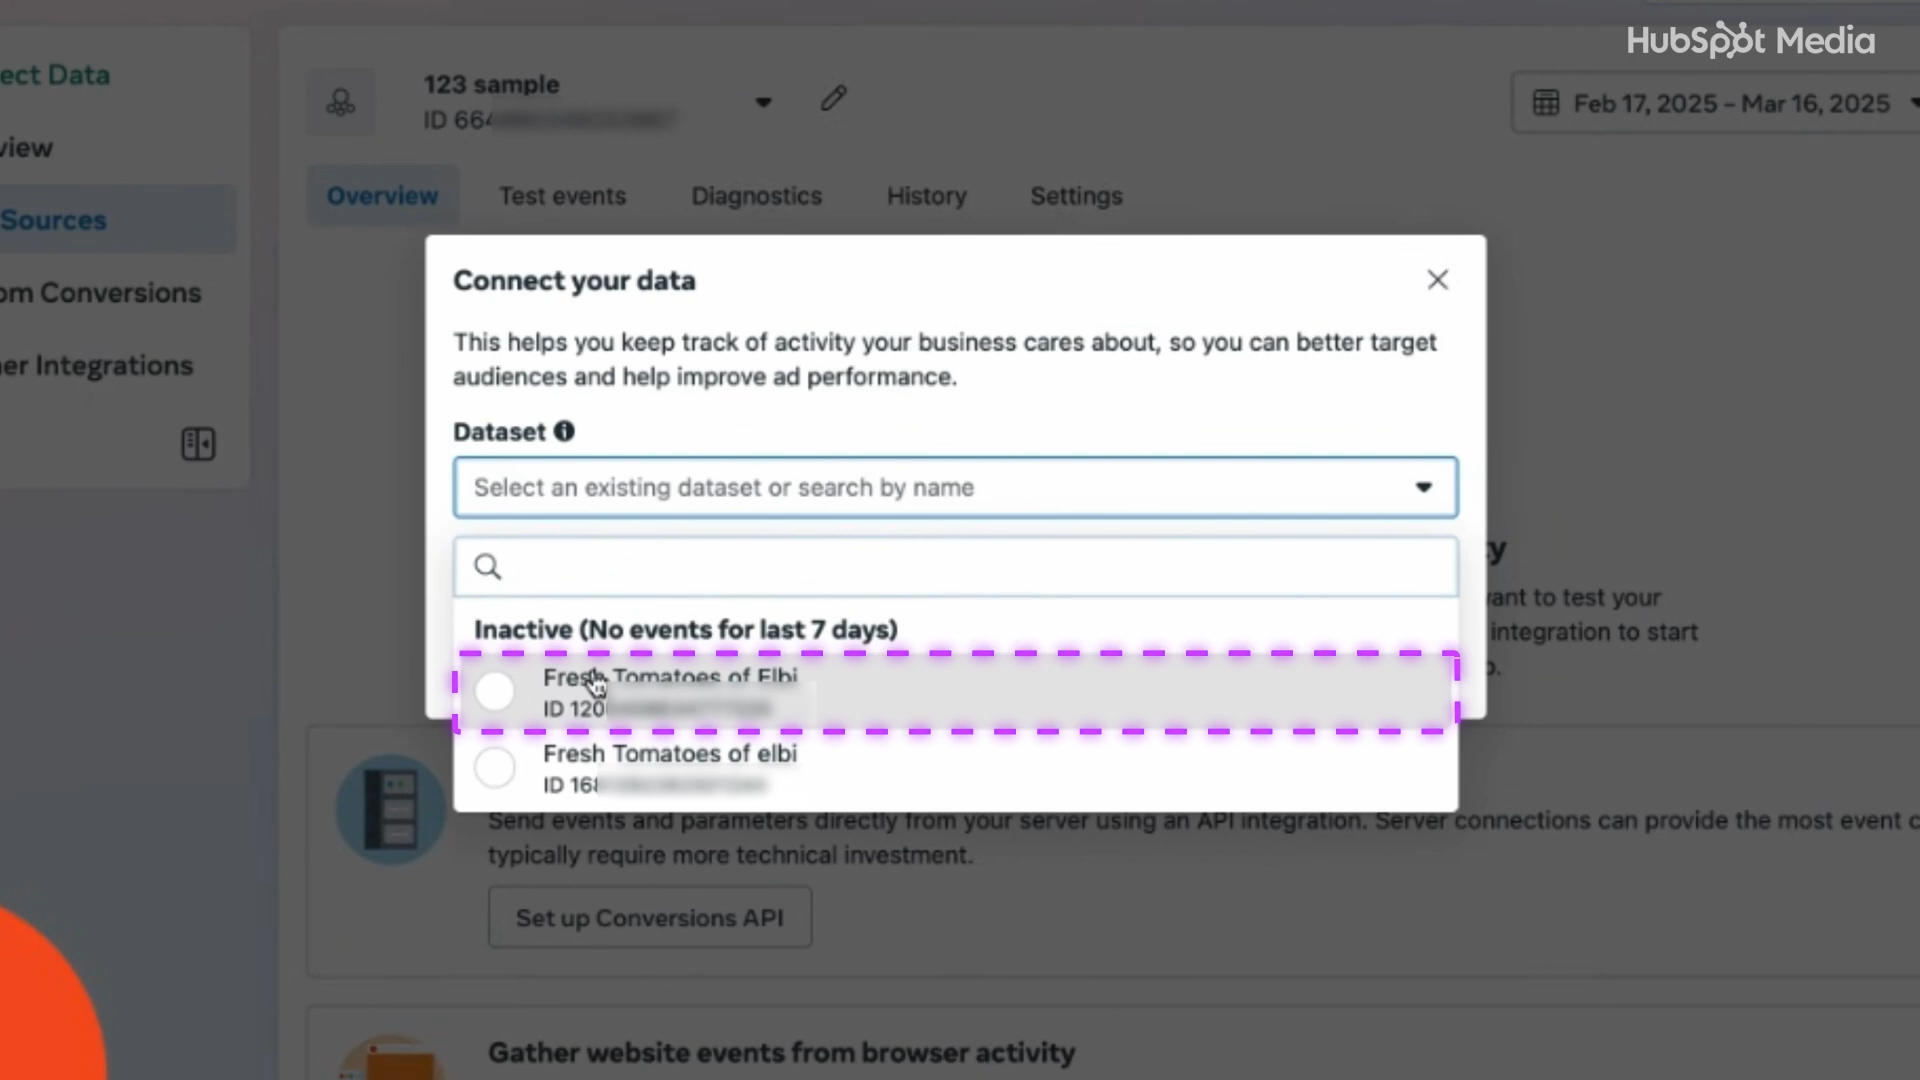 HubSpot Media
ect Data
view
Sources
om Conversions
er Integrations
123 sample
ID 664
Feb 17, 2025 – Mar 16, 2025
Overview
Test events
Diagnostics
History
Settings
Connect your data
This helps you keep track of activity your business cares about, so you can better target
audiences and help improve ad performance.
Dataset
Select an existing dataset or search by name
Inactive (No events for last 7 days)
Fresh Tomatoes of Elbi
ID 120
Fresh Tomatoes of elbi
ID 168
y
ant to test your
integration to start
Send events and parameters directly from your server using an API integration. Server connections can provide the most event c
typically require more technical investment.
Set up Conversions API
Gather website events from browser activity